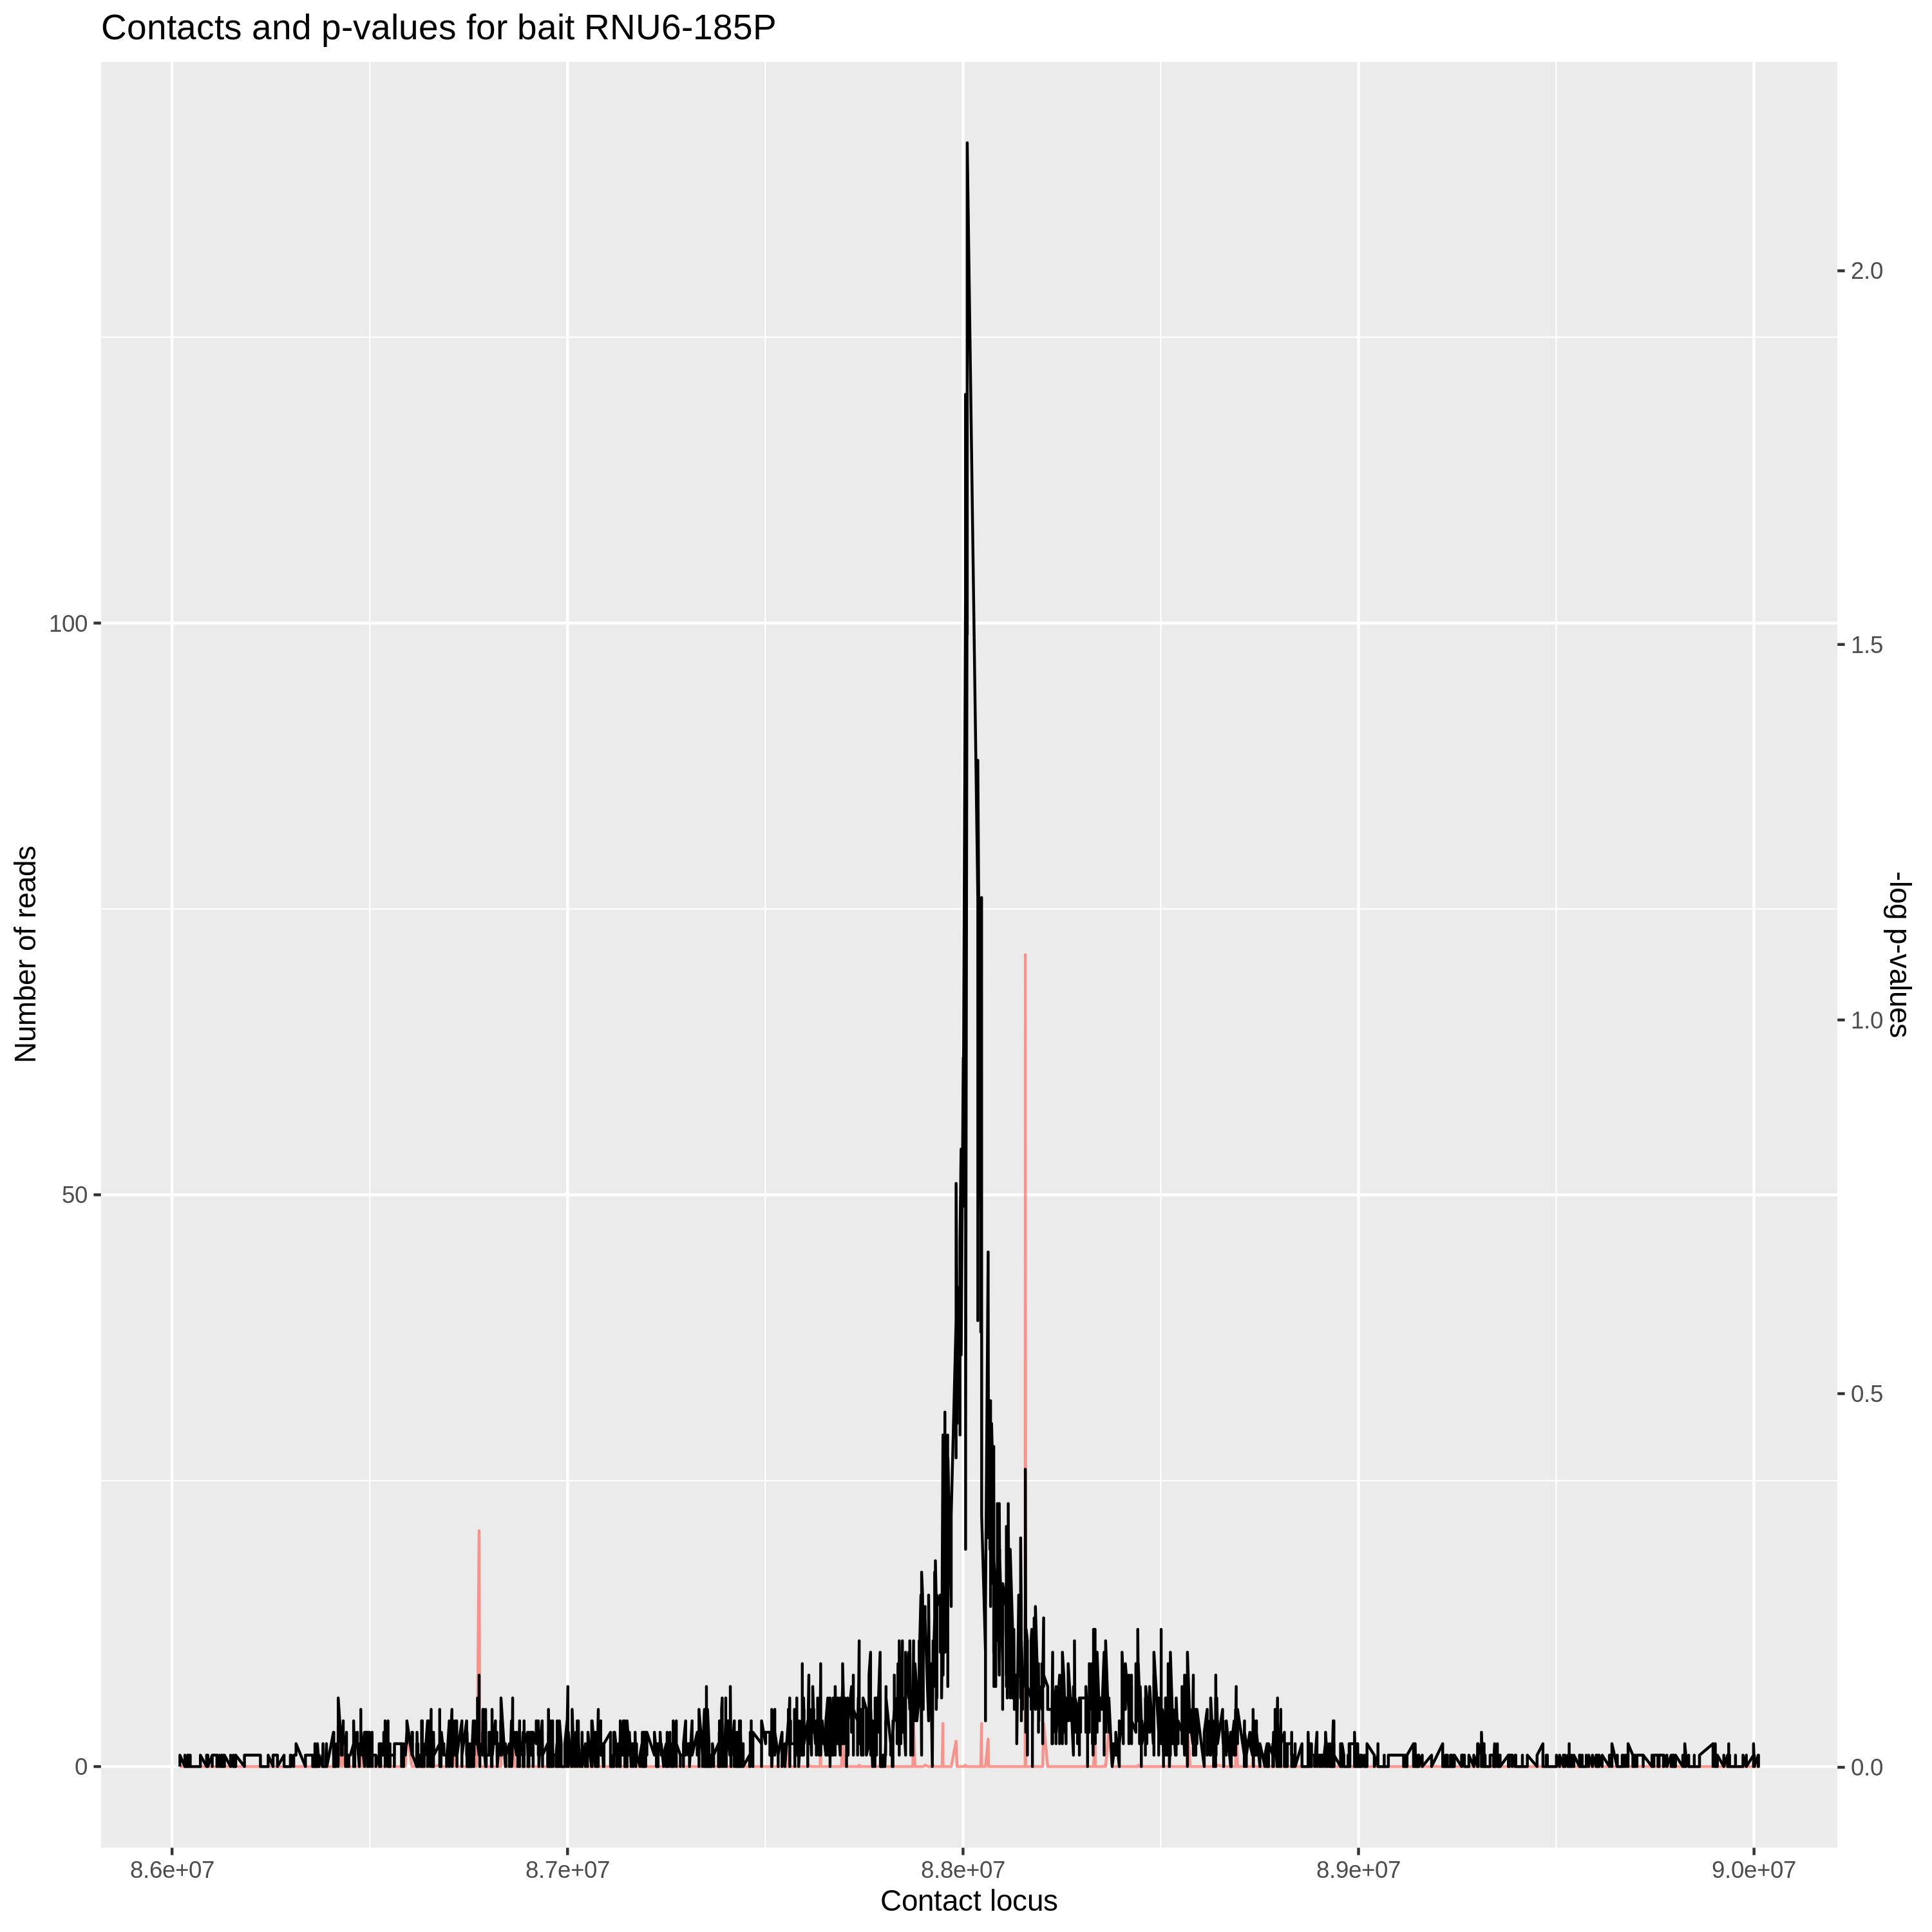 Contacts and p-values for bait RNU6-185P
Number of reads
100
50
0
2.0
1.5
1.0
0.5
0.0
-log p-values
8.6e+07
8.7e+07
8.8e+07
8.9e+07
9.0e+07
Contact locus